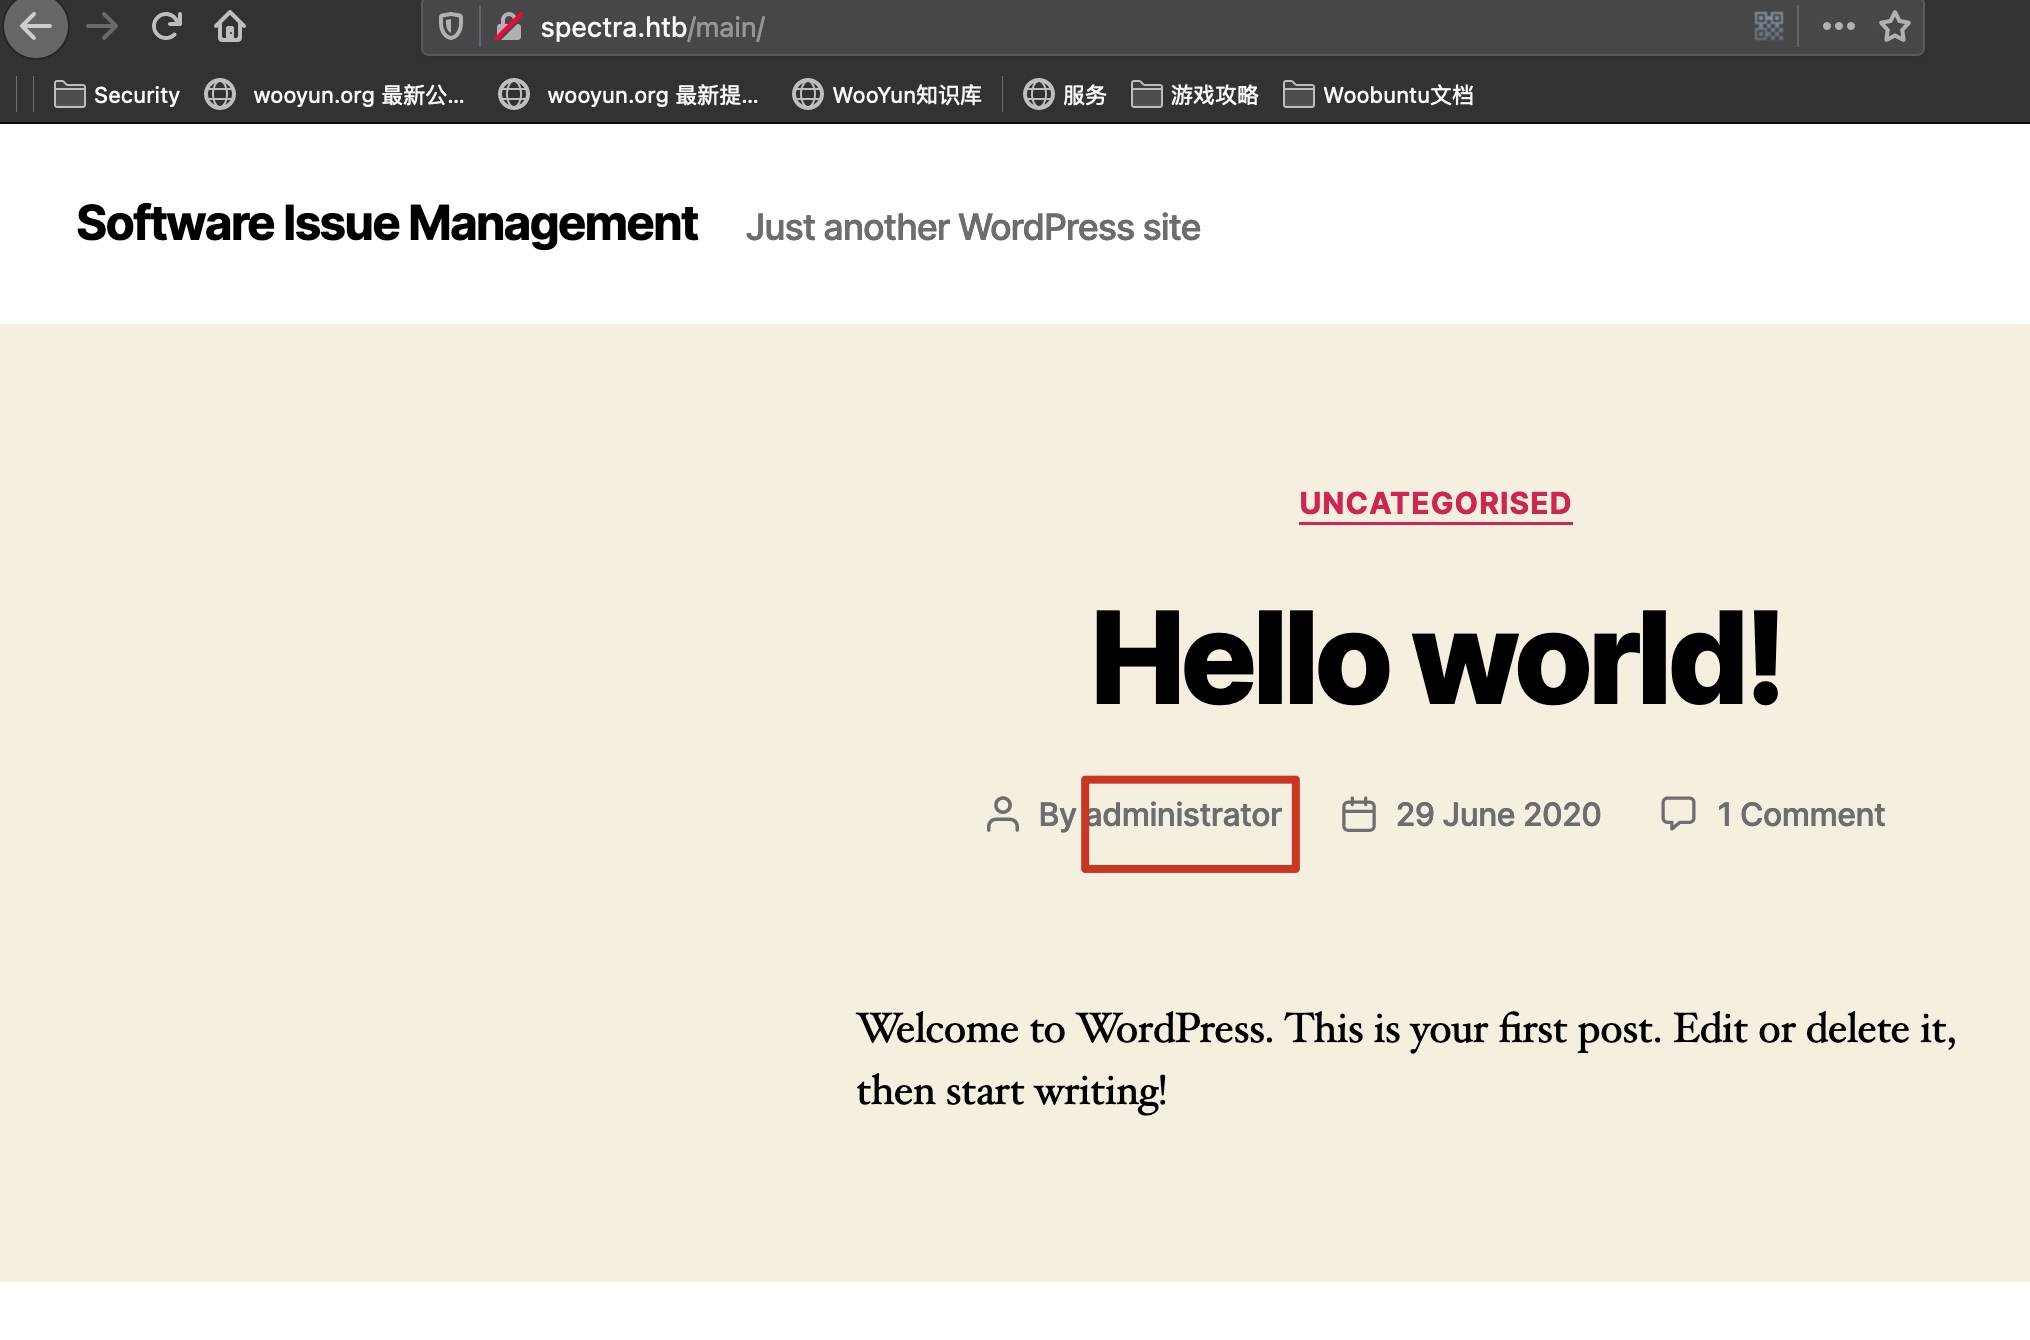 spectra.htb/main/
Security wooyun.org 最新公... wooyun.org 最新提... WooYun知识库 服务 游戏攻略 Woobuntu文档
Software Issue Management Just another WordPress site
UNCATEGORISED
Hello world!
By administrator 29 June 2020 1 Comment
Welcome to WordPress. This is your first post. Edit or delete it,
then start writing!